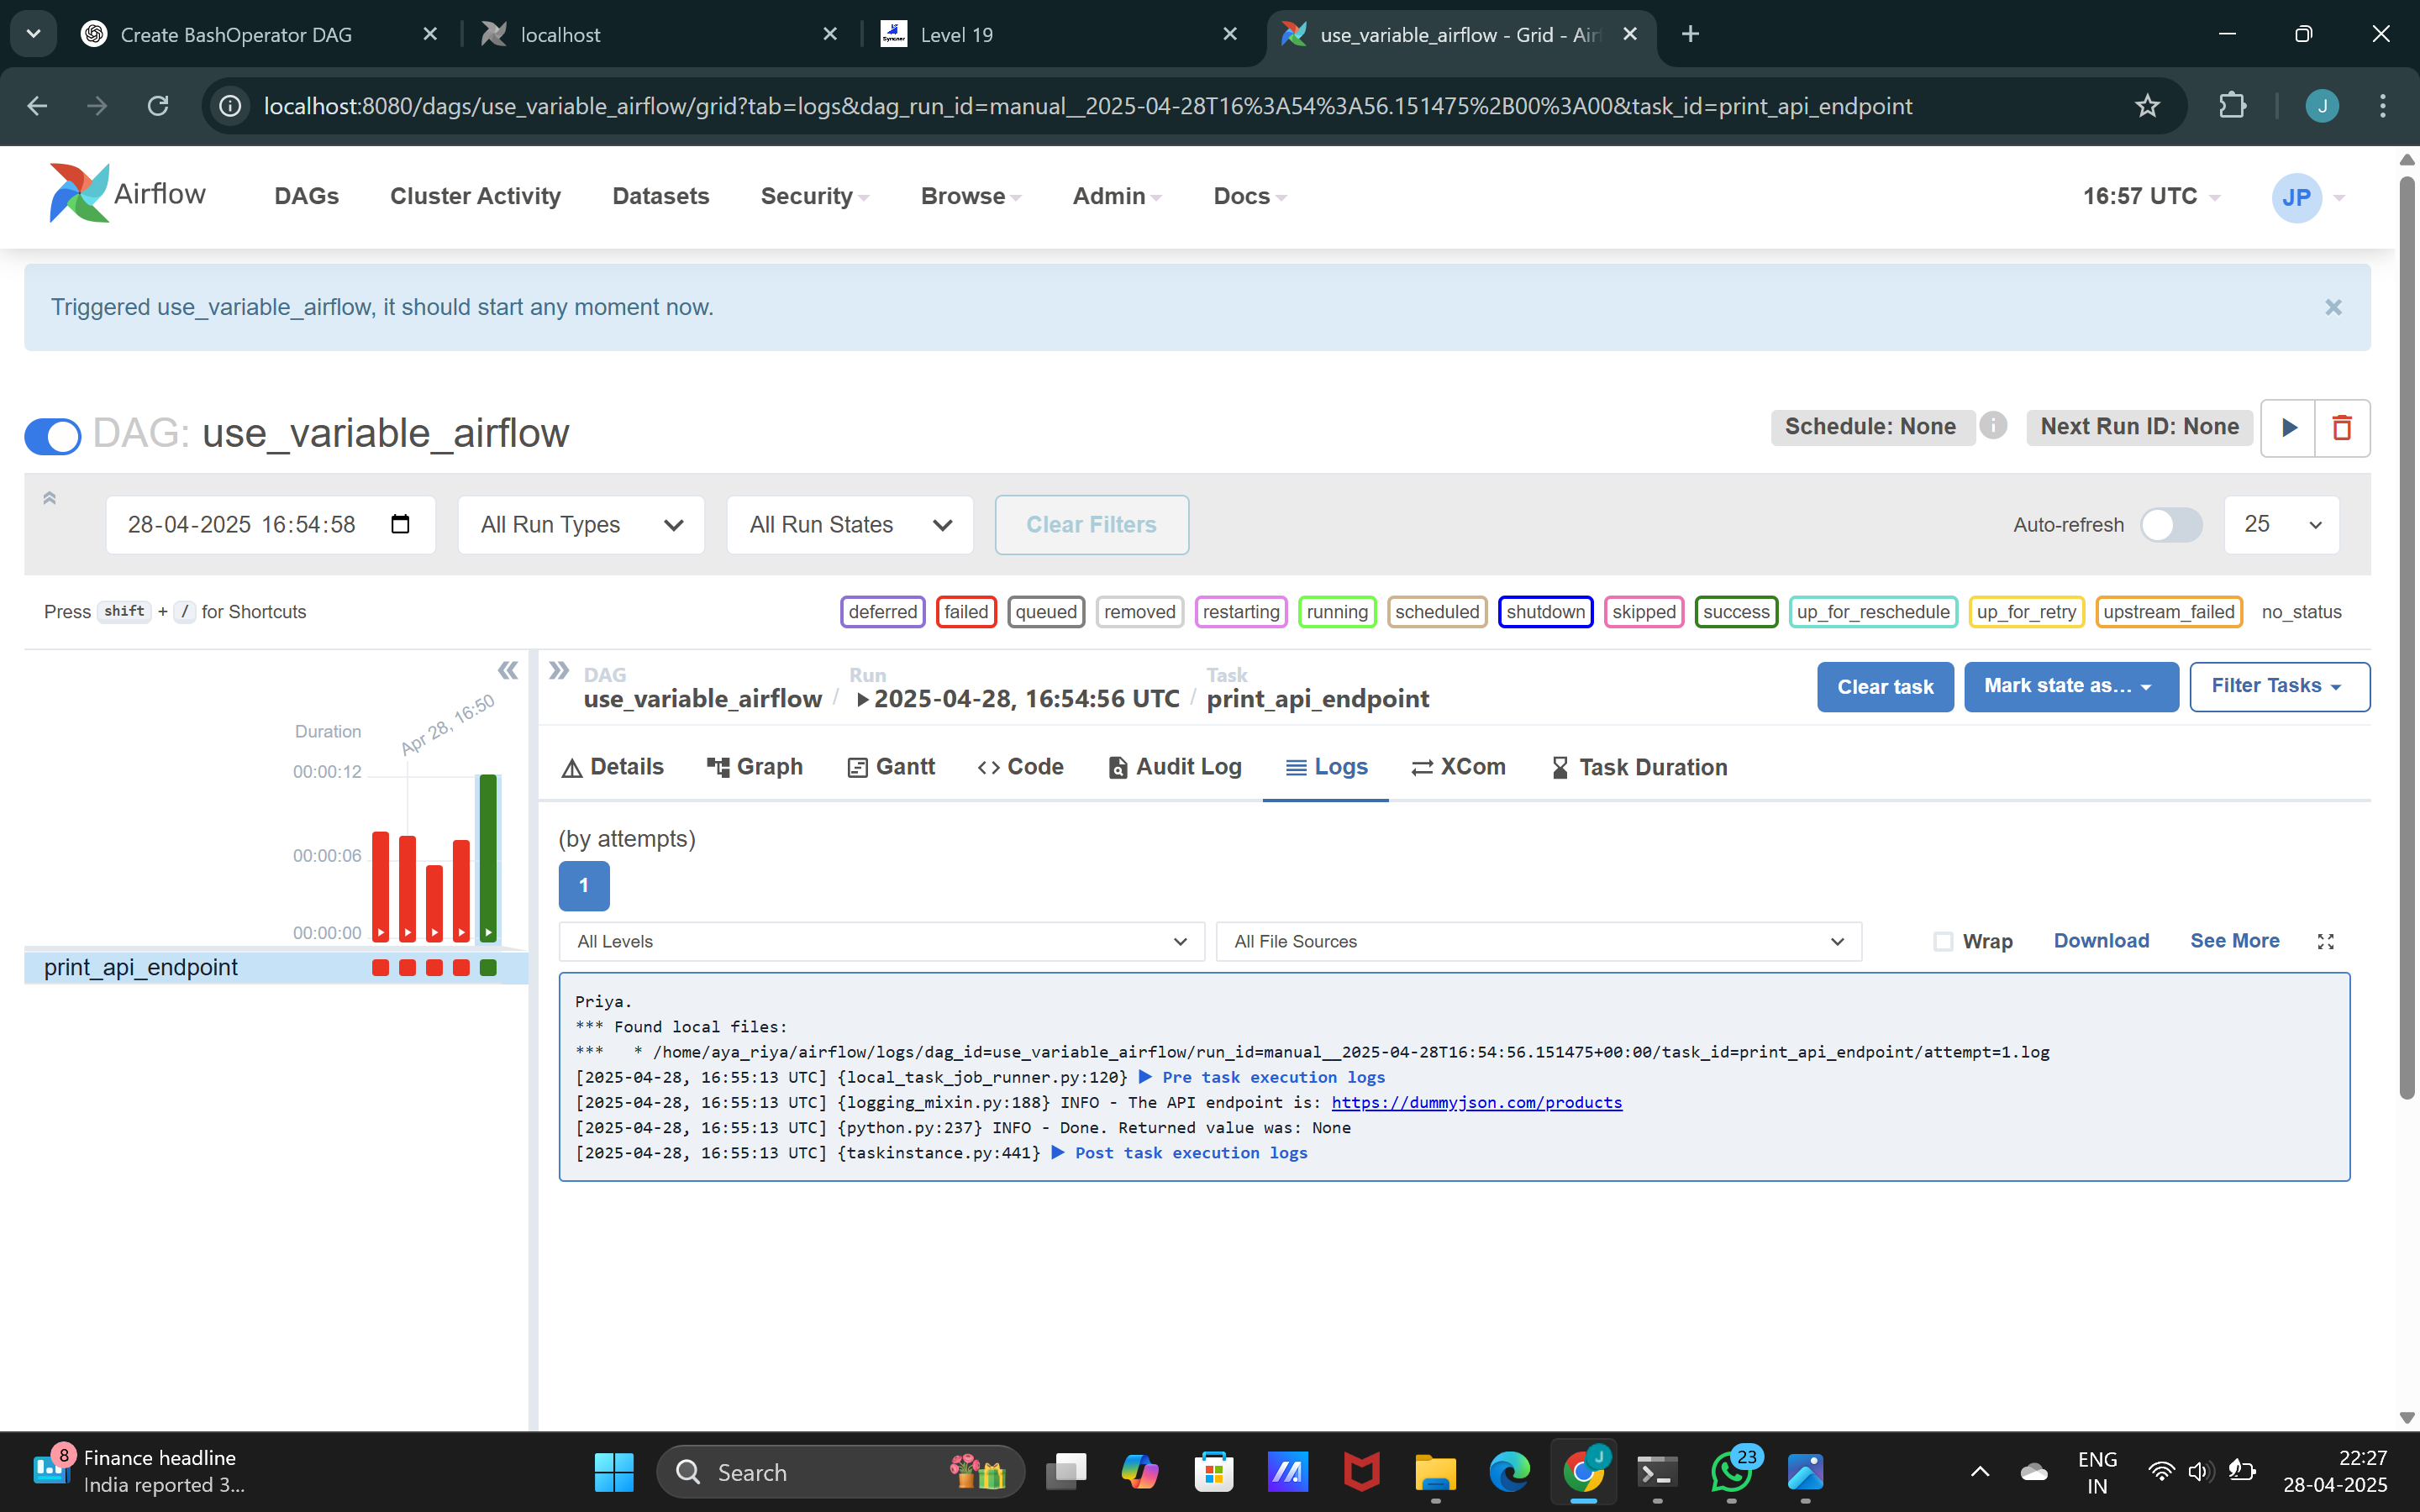 Create BashOperator DAG
localhost
Level 19
use_variable_airflow - Grid - Air
localhost:8080/dags/use_variable_airflow/grid?tab=logs&dag_run_id=manual__2025-04-28T16%3A54%3A56.151475%2B00%3A00&task_id=print_api_endpoint
J
Airflow
DAGs
Cluster Activity
Datasets
Security
Browse
Admin
Docs
16:57 UTC
JP
Triggered use_variable_airflow, it should start any moment now.
×
DAG: use_variable_airflow
Schedule: None
Next Run ID: None
28-04-2025 16:54:58
All Run Types
All Run States
Clear Filters
Auto-refresh
25
Press shift + / for Shortcuts
deferred
failed
queued
removed
restarting
running
scheduled
shutdown
skipped
success
up_for_reschedule
up_for_retry
upstream_failed
no_status
Duration
Apr 28, 16:50
00:00:12
00:00:06
00:00:00
print_api_endpoint
DAG
use_variable_airflow
/
Run
2025-04-28, 16:54:56 UTC
/
Task
print_api_endpoint
Clear task
Mark state as...
Filter Tasks
Details
Graph
Gantt
Code
Audit Log
Logs
XCom
Task Duration
(by attempts)
1
All Levels
All File Sources
Wrap
Download
See More
Priya.
*** Found local files:
***   * /home/aya_riya/airflow/logs/dag_id=use_variable_airflow/run_id=manual__2025-04-28T16:54:56.151475+00:00/task_id=print_api_endpoint/attempt=1.log
[2025-04-28, 16:55:13 UTC] {local_task_job_runner.py:120} ▶ Pre task execution logs
[2025-04-28, 16:55:13 UTC] {logging_mixin.py:188} INFO - The API endpoint is: https://dummyjson.com/products
[2025-04-28, 16:55:13 UTC] {python.py:237} INFO - Done. Returned value was: None
[2025-04-28, 16:55:13 UTC] {taskinstance.py:441} ▶ Post task execution logs
8
Finance headline
India reported 3...
Search
J
23
ENG
IN
22:27
28-04-2025